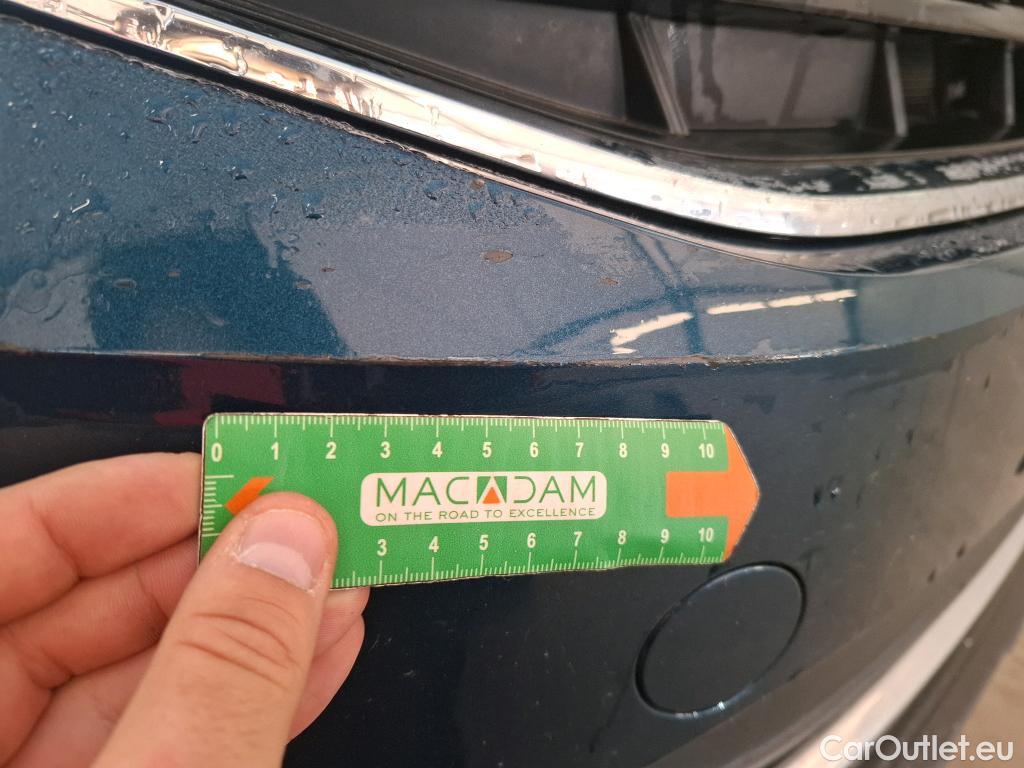 0 1 2 3 4 5 6 7 8 9 10
MACADAM
ON THE ROAD TO EXCELLENCE
3 4 5 6 7 8 9 10
CarOutlet.eu